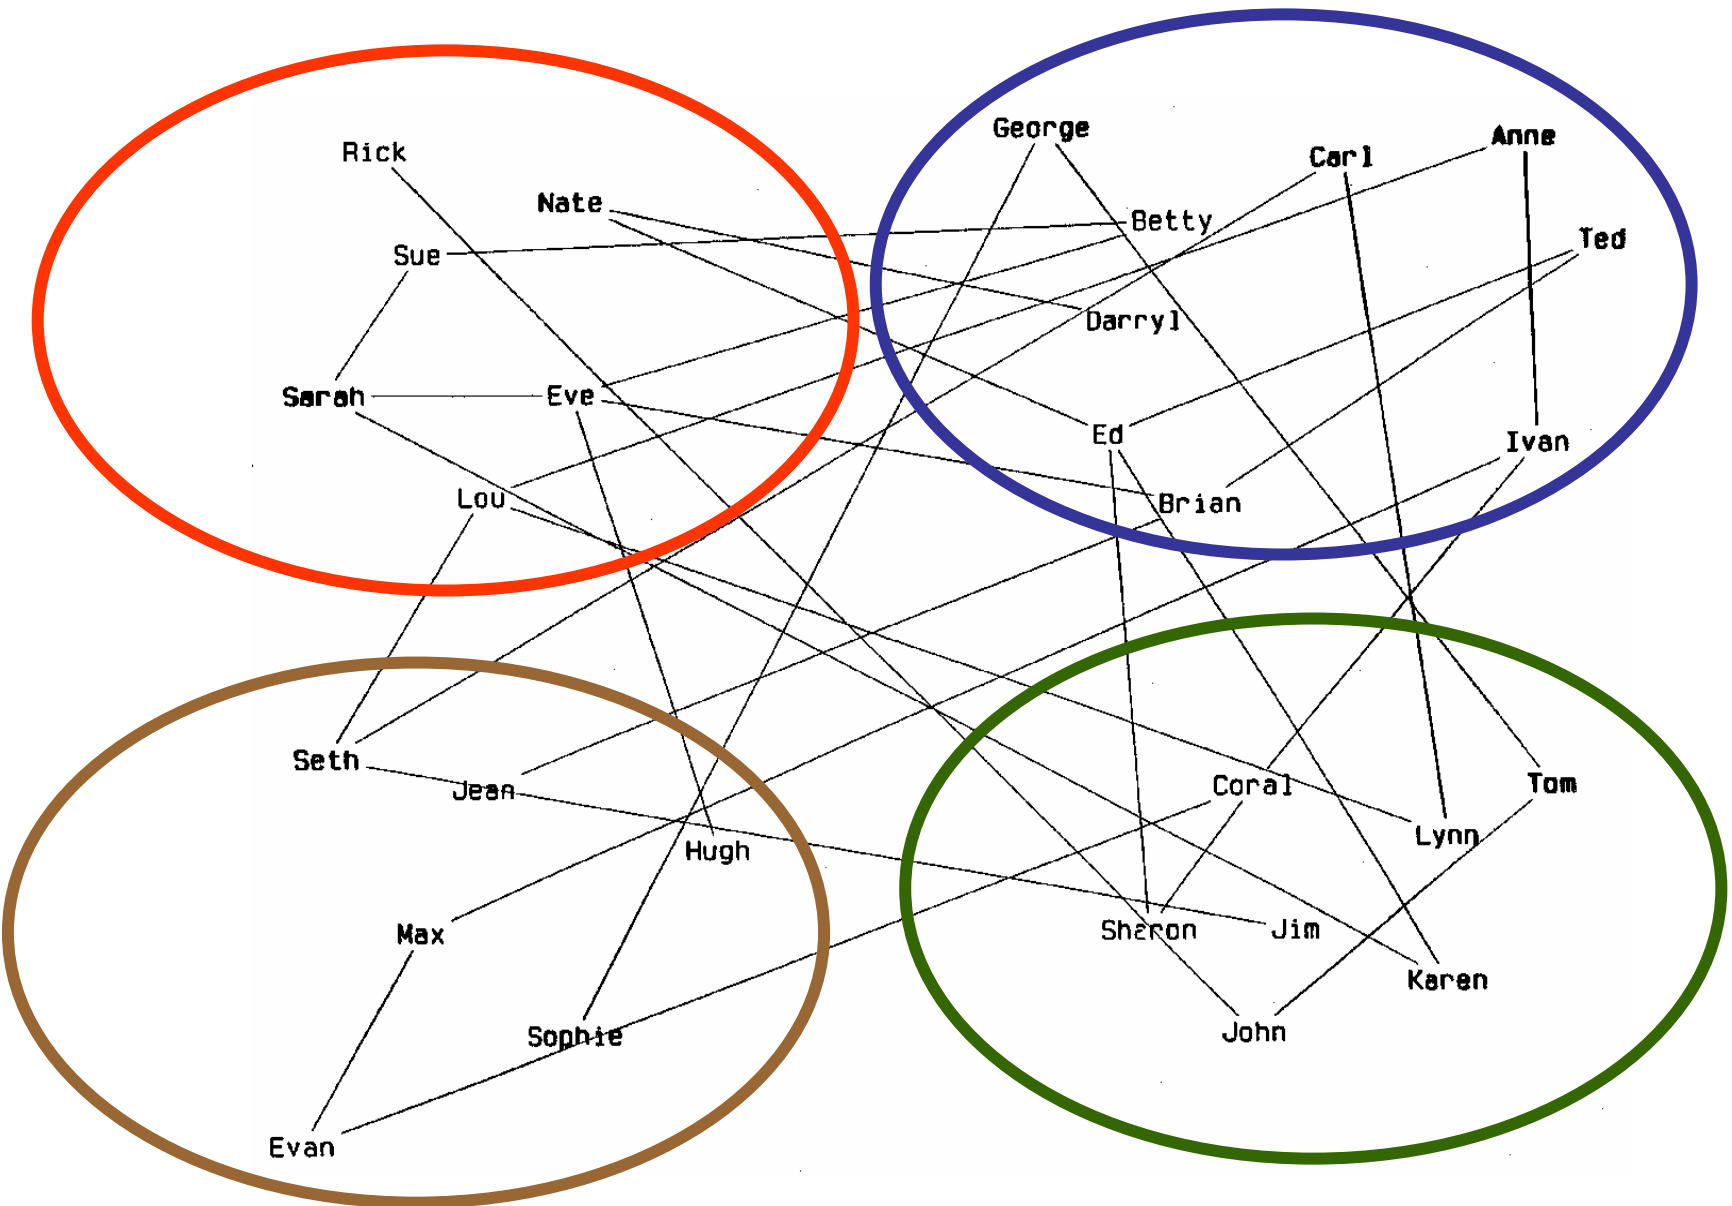 George
Anne
Rick
Carl
Nate
Betty
Ted
Sue
Darryl
Sarah
Eve
Ed
Ivan
Lou
Brian
Seth
Jean
Coral
Tom
Lynn
Hugh
Max
Sharon
Jim
Karen
Sophie
John
Evan